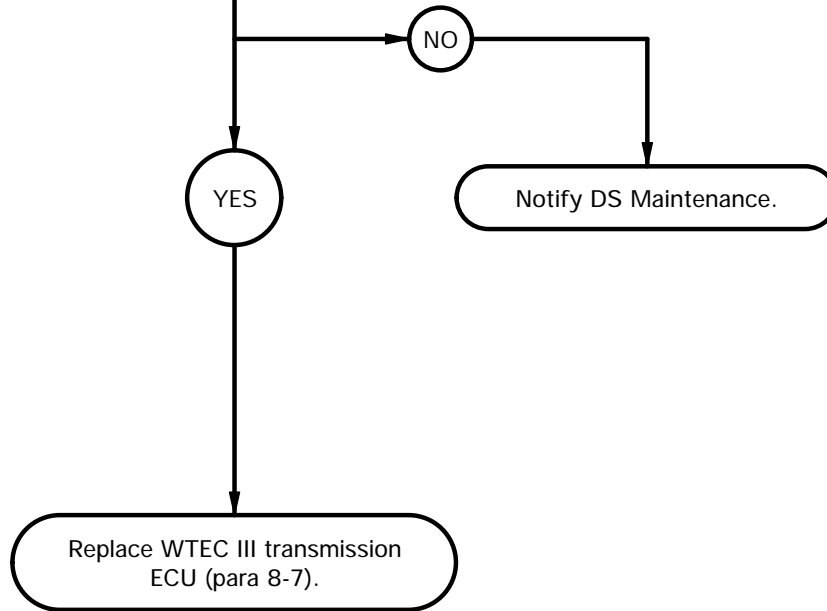 NO
YES
Notify DS Maintenance.
Replace WTEC III transmission
ECU (para 8-7).